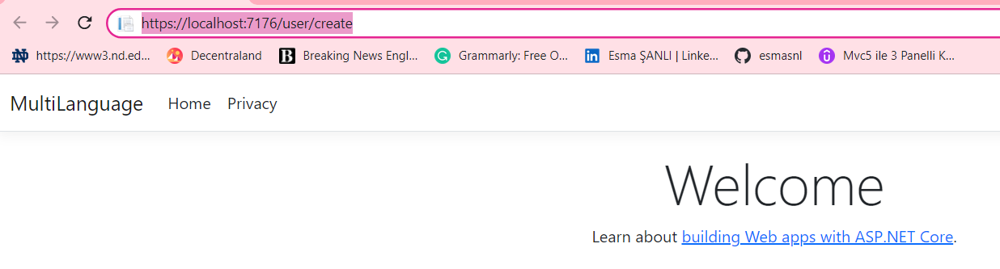 https://localhost:7176/user/create
https://www3.nd.ed... Decentraland Breaking News Engl... Grammarly: Free O... Esma ŞANLI | Linke... esmasnl Mvc5 ile 3 Panelli K...
MultiLanguage Home Privacy
Welcome
Learn about building Web apps with ASP.NET Core.